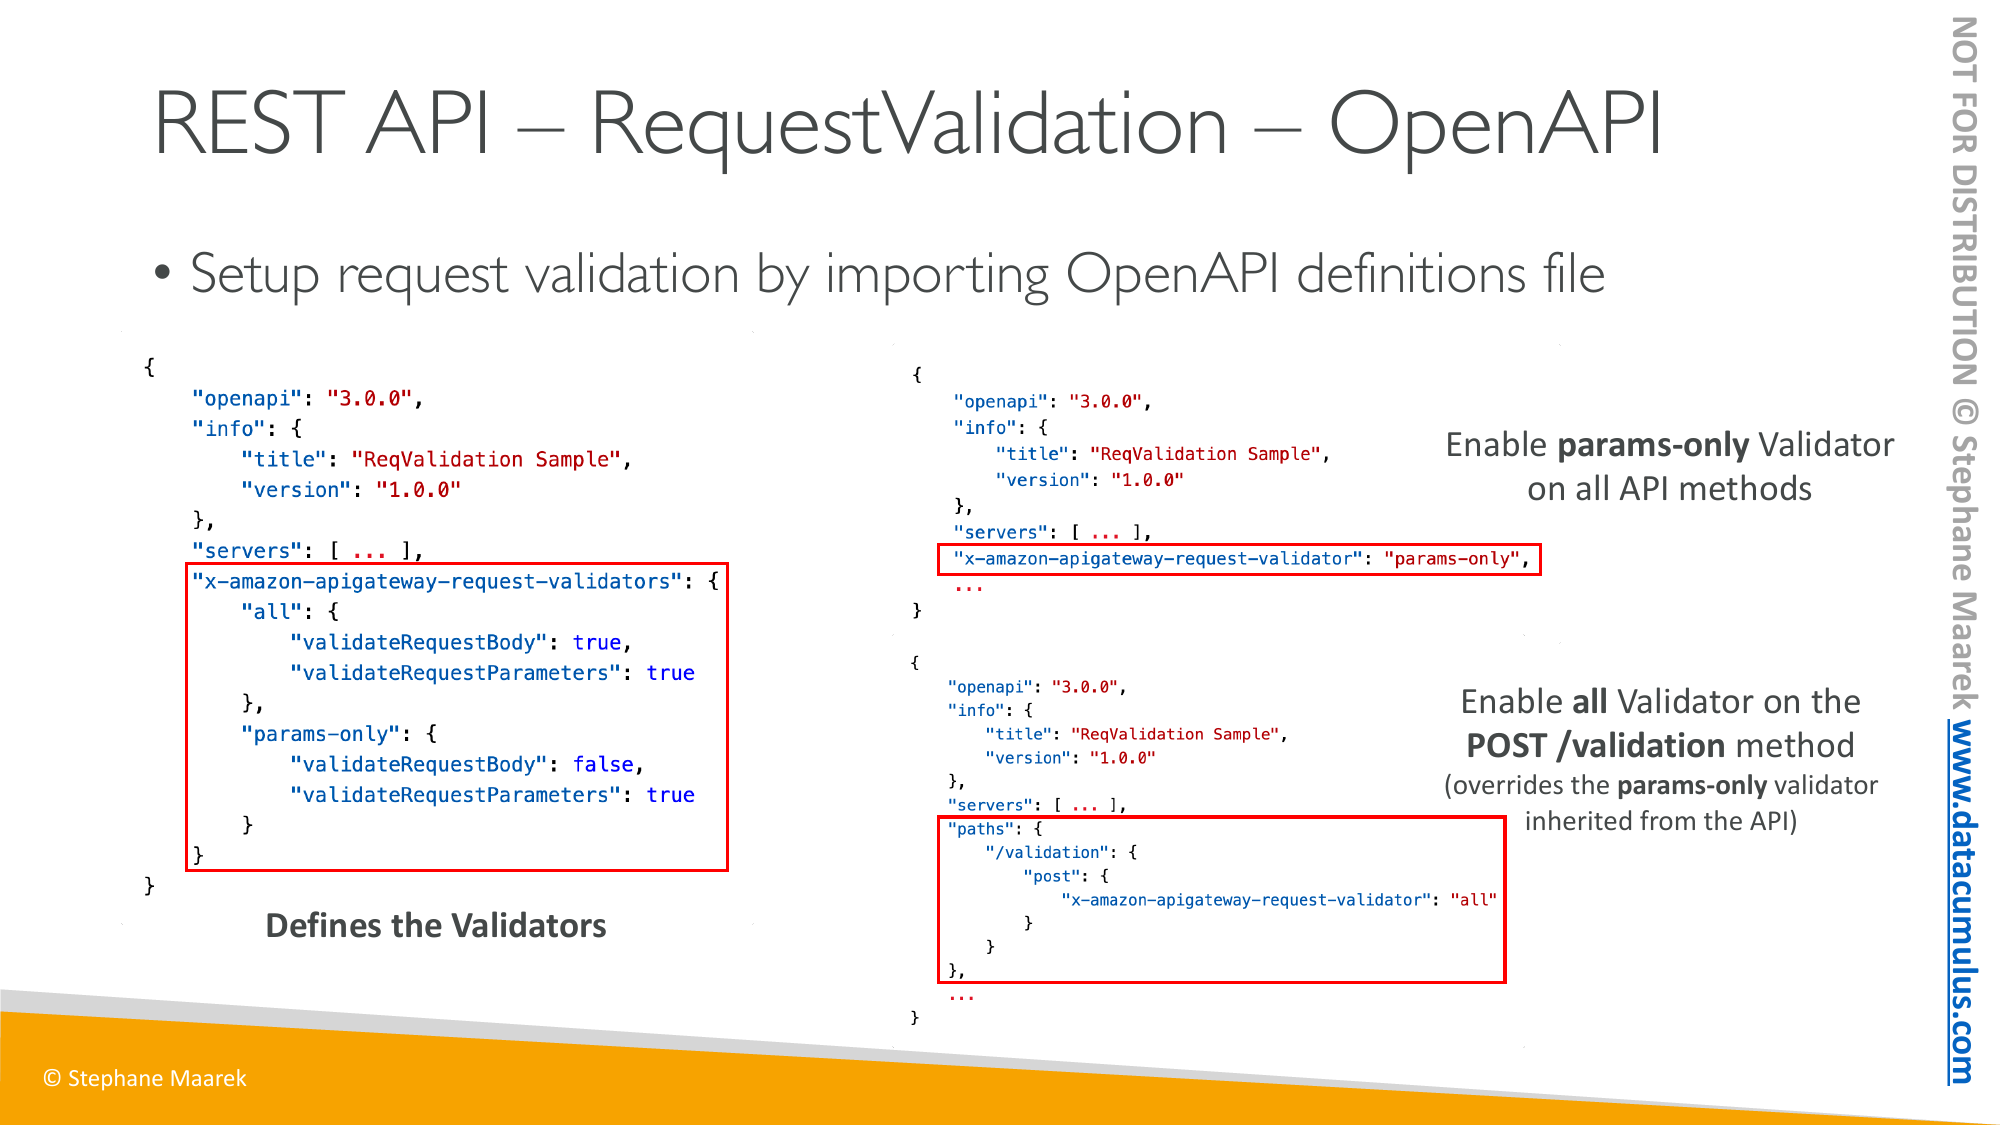 REST API – RequestValidation – OpenAPI
• Setup request validation by importing OpenAPI definitions file
{
    "openapi": "3.0.0",
    "info": {
        "title": "ReqValidation Sample",
        "version": "1.0.0"
    },
    "servers": [ ... ],
    "x-amazon-apigateway-request-validators": {
        "all": {
            "validateRequestBody": true,
            "validateRequestParameters": true
        },
        "params-only": {
            "validateRequestBody": false,
            "validateRequestParameters": true
        }
    }
}
Defines the Validators
{
    "openapi": "3.0.0",
    "info": {
        "title": "ReqValidation Sample",
        "version": "1.0.0"
    },
    "servers": [ ... ],
    "x-amazon-apigateway-request-validator": "params-only",
    ...
}
Enable params-only Validator
on all API methods
{
    "openapi": "3.0.0",
    "info": {
        "title": "ReqValidation Sample",
        "version": "1.0.0"
    },
    "servers": [ ... ],
    "paths": {
        "/validation": {
            "post": {
                "x-amazon-apigateway-request-validator": "all"
            }
        }
    },
    ...
}
Enable all Validator on the
POST /validation method
(overrides the params-only validator
inherited from the API)
© Stephane Maarek
NOT FOR DISTRIBUTION © Stephane Maarek www.datacumulus.com